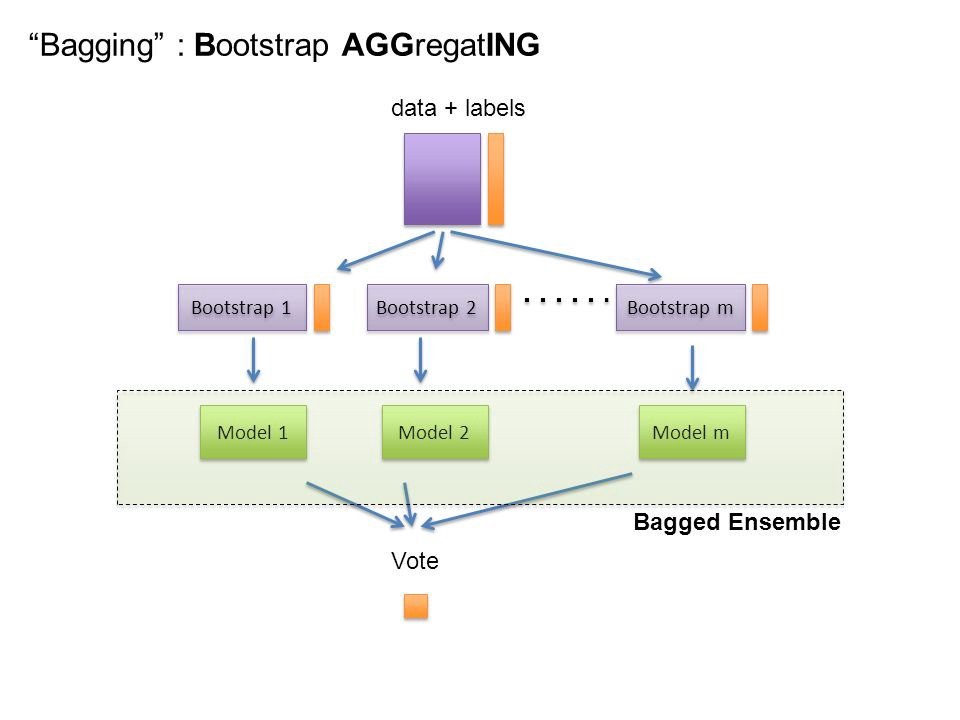 “Bagging” : Bootstrap AGGregatING
data + labels
Bootstrap 1
Bootstrap 2
. . . . . .
Bootstrap m
Model 1
Model 2
Model m
Bagged Ensemble
Vote